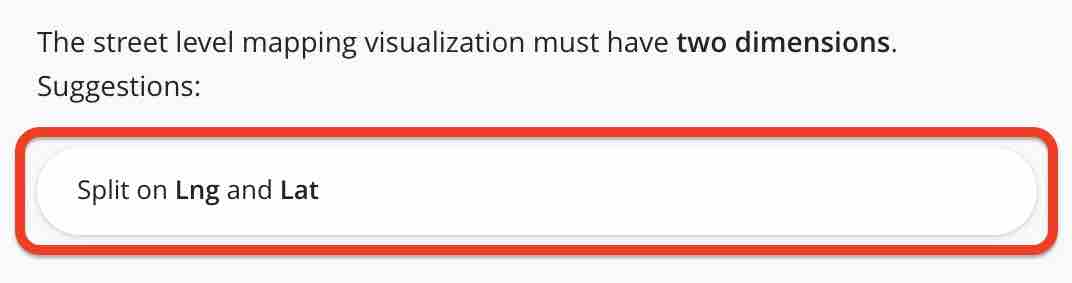 The street level mapping visualization must have two dimensions.
Suggestions:
Split on Lng and Lat